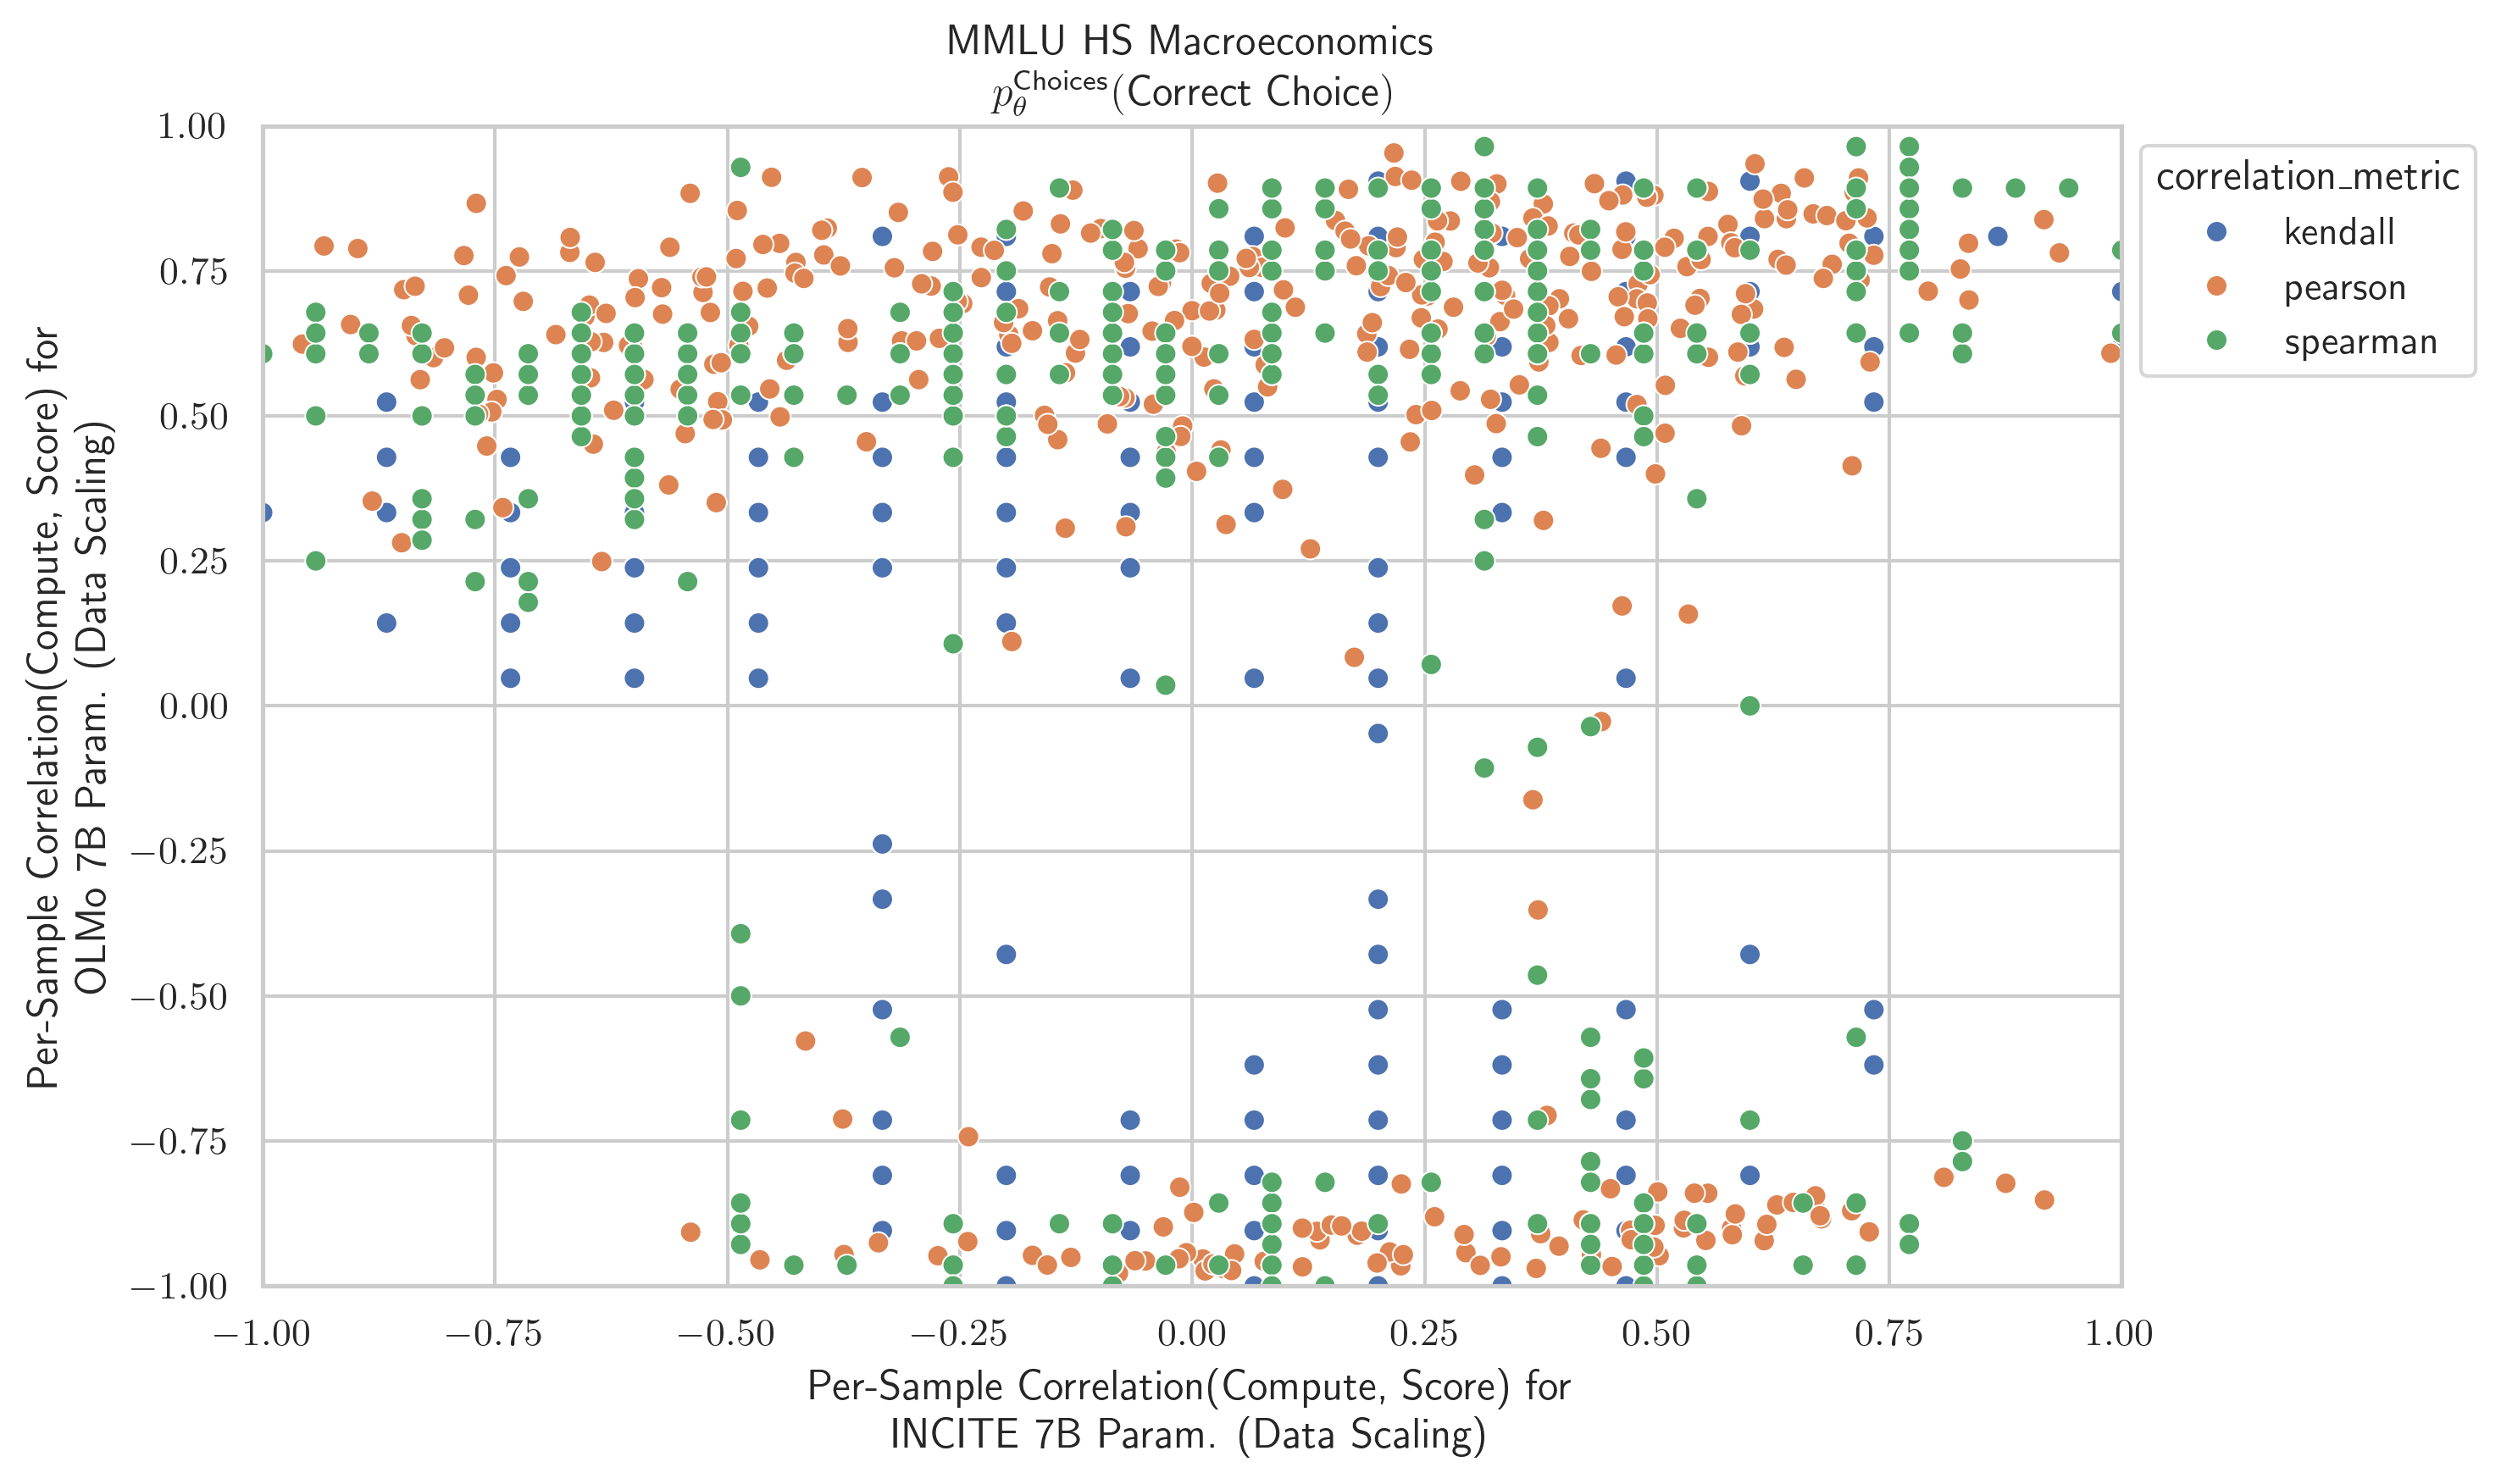 MMLU HS Macroeconomics
p_θ^Choices(Correct Choice)
1.00
0.75
0.50
0.25
0.00
−0.25
−0.50
−0.75
−1.00
Per-Sample Correlation(Compute, Score) for
OLMo 7B Param. (Data Scaling)
−1.00
−0.75
−0.50
−0.25
0.00
0.25
0.50
0.75
1.00
Per-Sample Correlation(Compute, Score) for
INCITE 7B Param. (Data Scaling)
correlation_metric
kendall
pearson
spearman